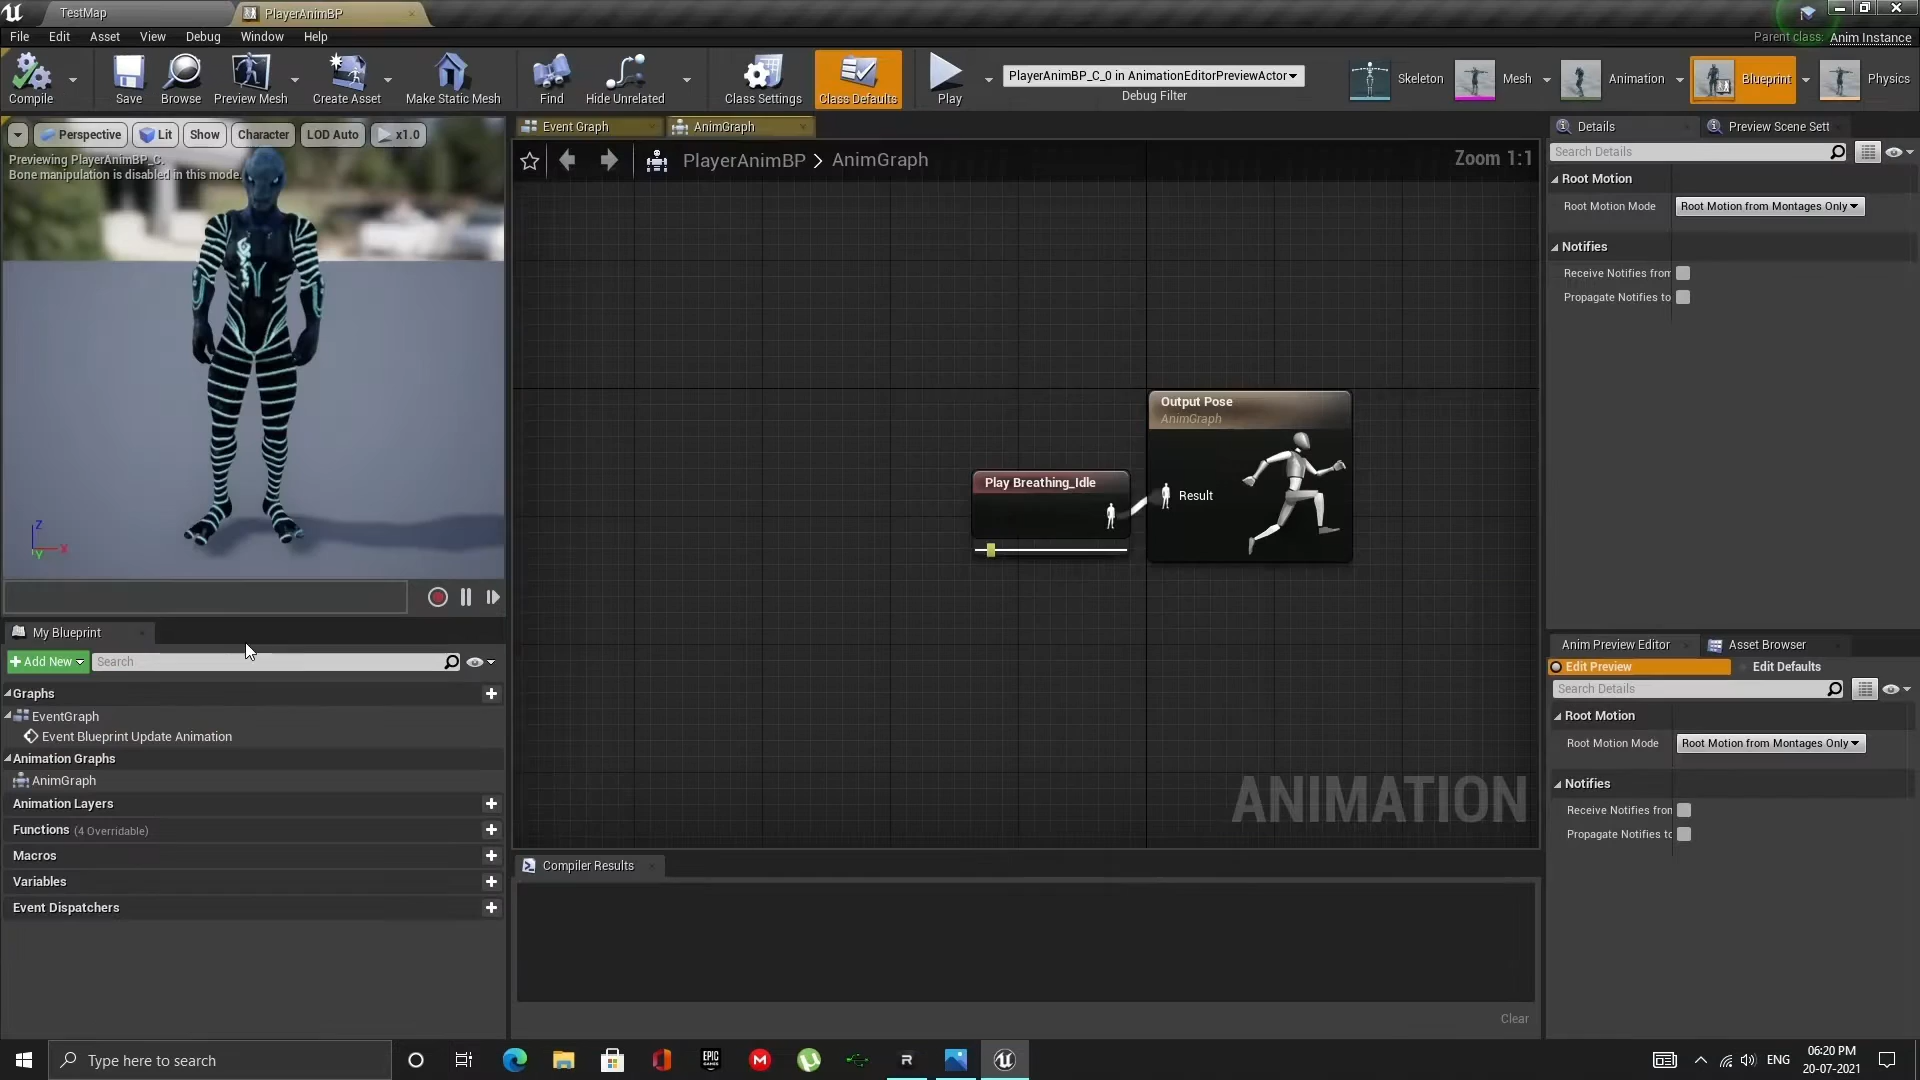 TestMap
PlayerAnimBP
File Edit Asset View Debug Window Help
Parent class: Anim Instance
Compile
Save
Browse
Preview Mesh
Create Asset
Make Static Mesh
Find
Hide Unrelated
Class Settings
Class Defaults
Play
PlayerAnimBP_C_0 in AnimationEditorPreviewActor
Debug Filter
Skeleton
Mesh
Animation
Blueprint
Physics
Perspective
Lit
Show
Character
LOD Auto
x1.0
Previewing PlayerAnimBP_C.
Bone manipulation is disabled in this mode.
Z
X
Y
Event Graph
AnimGraph
PlayerAnimBP > AnimGraph
Zoom 1:1
Output Pose
AnimGraph
Result
Play Breathing_Idle
ANIMATION
Compiler Results
Clear
My Blueprint
+ Add New
Search
Graphs
EventGraph
Event Blueprint Update Animation
Animation Graphs
AnimGraph
Animation Layers
Functions (4 Overridable)
Macros
Variables
Event Dispatchers
Details
Preview Scene Sett
Search Details
Root Motion
Root Motion Mode
Root Motion from Montages Only
Notifies
Receive Notifies from
Propagate Notifies to
Anim Preview Editor
Asset Browser
Edit Preview
Edit Defaults
Search Details
Root Motion
Root Motion Mode
Root Motion from Montages Only
Notifies
Receive Notifies fron
Propagate Notifies to
Type here to search
EPIC
GAMES
M
R
ENG
06:20 PM
20-07-2021